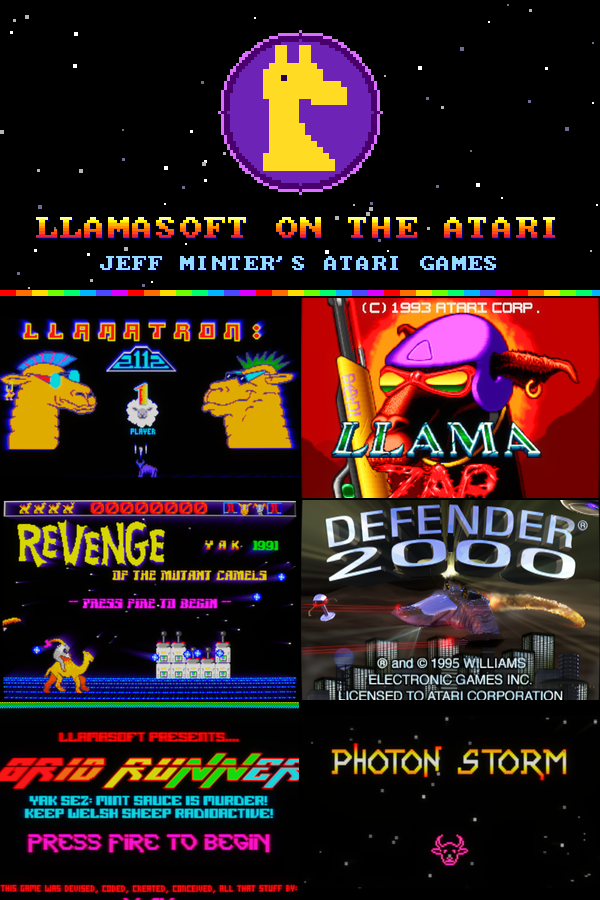 LLAMASOFT ON THE ATARI
JEFF MINTER'S ATARI GAMES
LLAMATRON:
2112
1
PLAYER
(C) 1993 ATARI CORP.
LLAMA
ZAP
00000000
REVENGE
Y A K 1991
OF THE MUTANT CAMELS
- PRESS FIRE TO BEGIN -
DEFENDER®
2000
® and © 1995 WILLIAMS
ELECTRONIC GAMES INC.
LICENSED TO ATARI CORPORATION
LLAMASOFT PRESENTS....
GRID RUNNER
YAK SEZ: MINT SAUCE IS MURDER!
KEEP WELSH SHEEP RADIOACTIVE!
PRESS FIRE TO BEGIN
THIS GAME WAS DEVISED, CODED, CREATED, CONCEIVED, ALL THAT STUFF BY:
PHOTON STORM